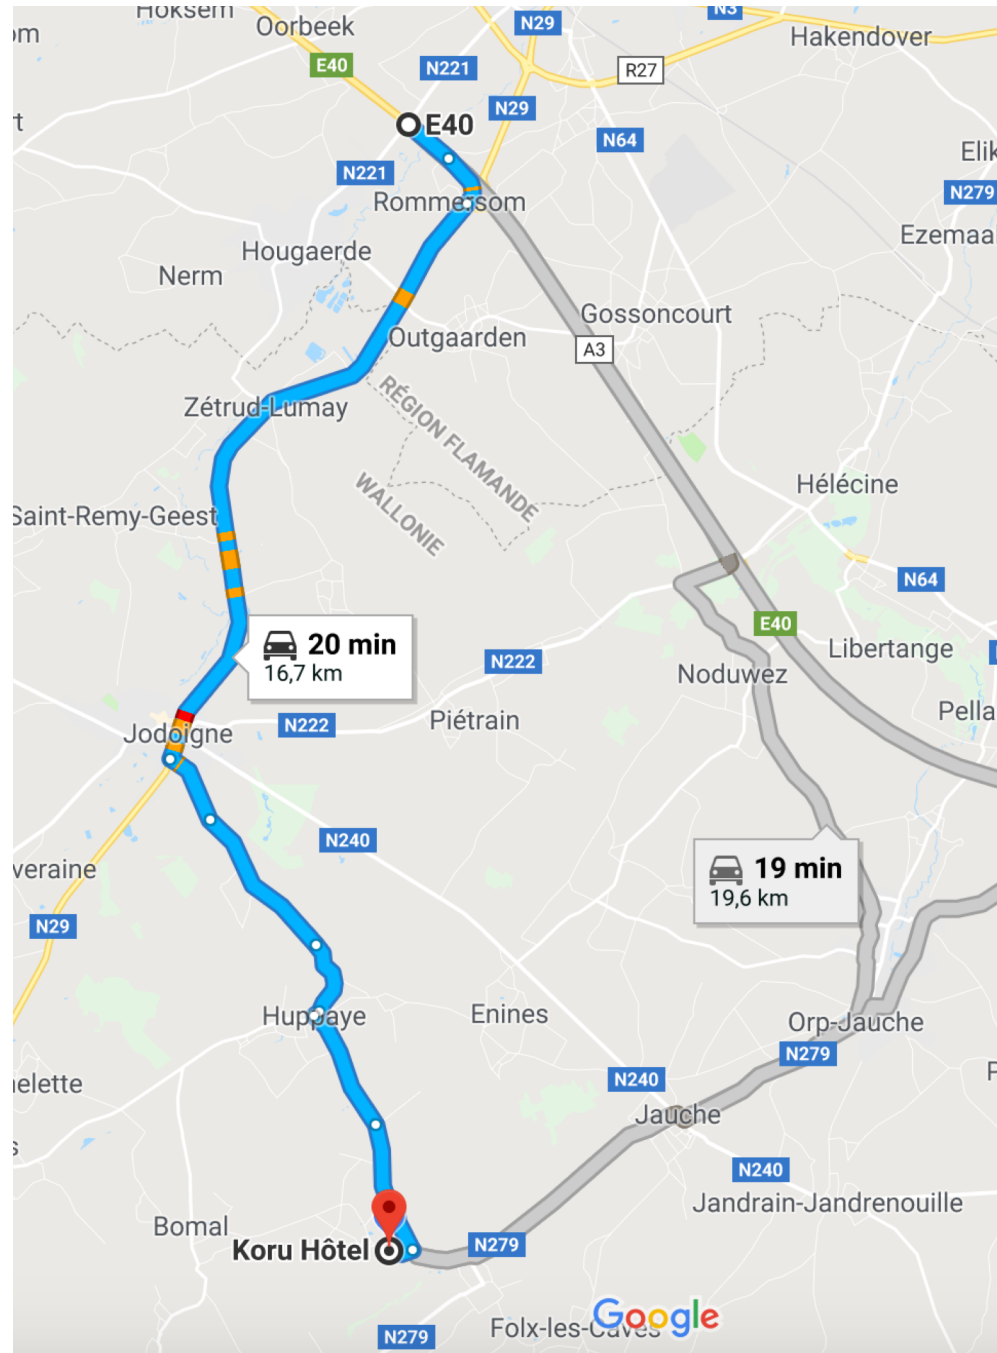 Hoksem
N29
N3
om
Oorbeek
Hakendover
E40
N221
R27
N29
rt
E40
N64
N221
Elik
N279
Rommersom
Hougaerde
Ezemaal
Nerm
Gossoncourt
Outgaarden
A3
Zétrud-Lumay
RÉGION FLAMANDE
WALLONIE
Hélécine
Saint-Remy-Geest
N64
E40
20 min
16,7 km
Libertange
N222
Noduwez
Pella
Piétrain
N222
Jodoigne
N240
veraine
19 min
19,6 km
N29
Huppaye
Enines
Orp-Jauche
N279
elette
N240
Jauche
N240
Jandrain-Jandrenouille
Bomal
N279
Koru Hôtel
Google
Folx-les-Caves
N279